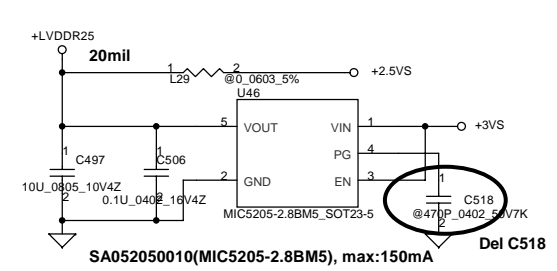 +LVDDR25
20mil
1
2
L29
@0_0603_5%
+2.5VS
U46
5
VOUT
VIN
1
+3VS
PG
4
2
GND
EN
3
1
C497
10U_0805_10V4Z
2
1
C506
0.1U_0402_16V4Z
2
MIC5205-2.8BM5_SOT23-5
1
C518
@470P_0402_50V7K
2
Del C518
SA052050010(MIC5205-2.8BM5), max:150mA